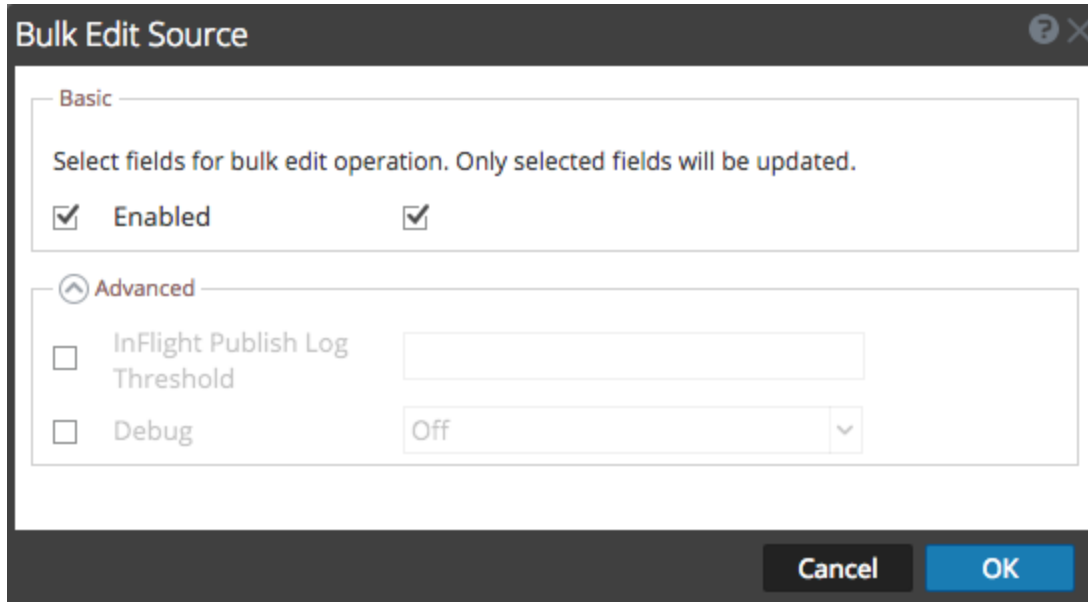 Bulk Edit Source
Basic
Select fields for bulk edit operation. Only selected fields will be updated.
Enabled
Advanced
InFlight Publish Log
Threshold
Debug
Off
Cancel
OK